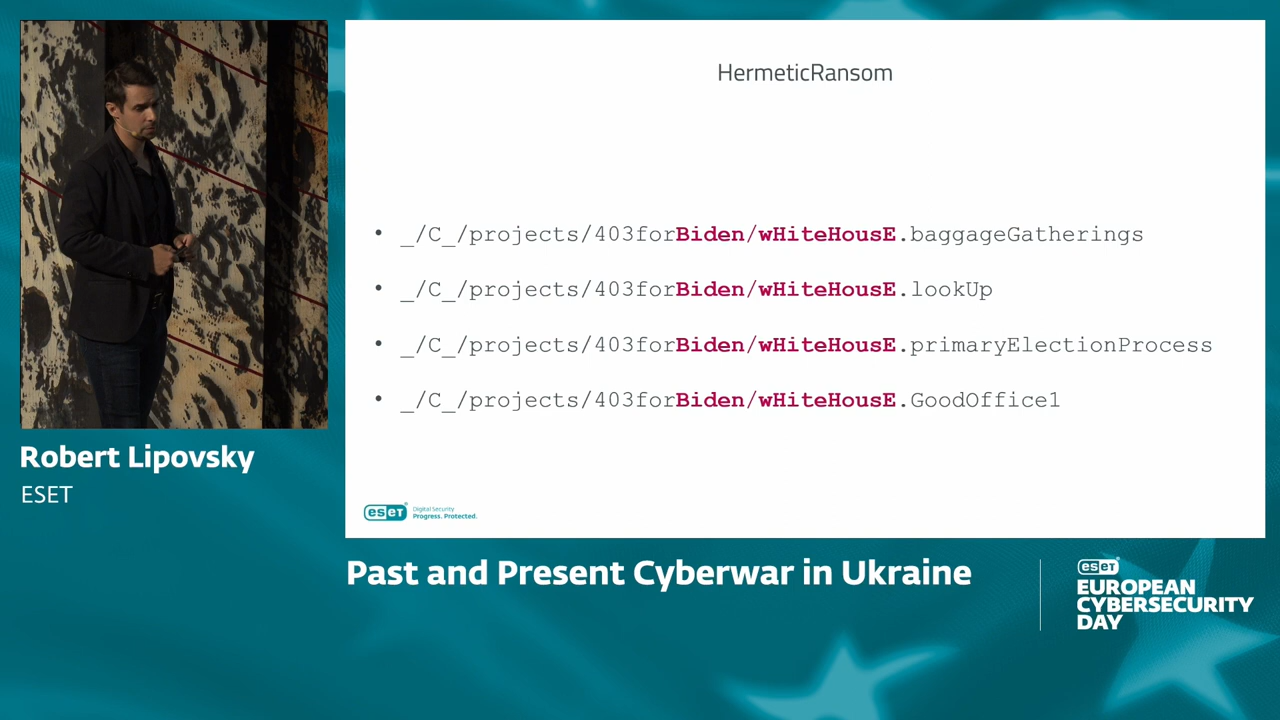 HermeticRansom
• _/C_/projects/403forBiden/wHiteHousE.baggageGatherings
• _/C_/projects/403forBiden/wHiteHousE.lookUp
• _/C_/projects/403forBiden/wHiteHousE.primaryElectionProcess
• _/C_/projects/403forBiden/wHiteHousE.GoodOffice1
eset
Digital Security
Progress. Protected.
Robert Lipovsky
ESET
Past and Present Cyberwar in Ukraine
eset
EUROPEAN
CYBERSECURITY
DAY